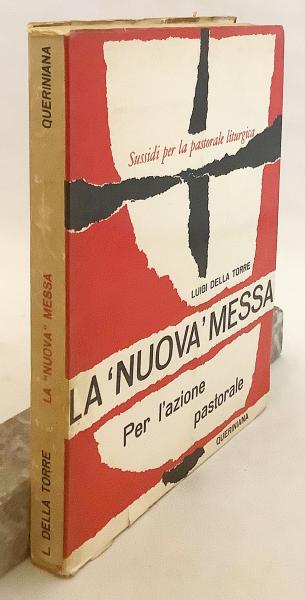 QUERINIANA
LA "NUOVA" MESSA
L. DELLA TORRE
Sussidi per la pastorale liturgica
LUIGI DELLA TORRE
LA 'NUOVA' MESSA
Per l'azione
pastorale
QUERINIANA